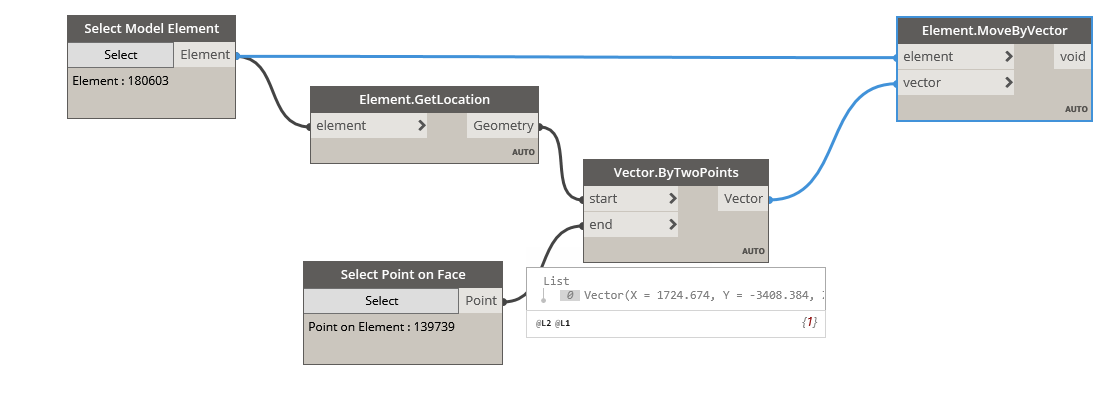 Select Model Element
Select
Element
Element : 180603
Element.MoveByVector
element
void
vector
AUTO
Element.GetLocation
element
Geometry
AUTO
Vector.ByTwoPoints
start
Vector
end
AUTO
Select Point on Face
Select
Point
Point on Element : 139739
List
0 Vector(X = 1724.674, Y = -3408.384,
@L2 @L1
{1}